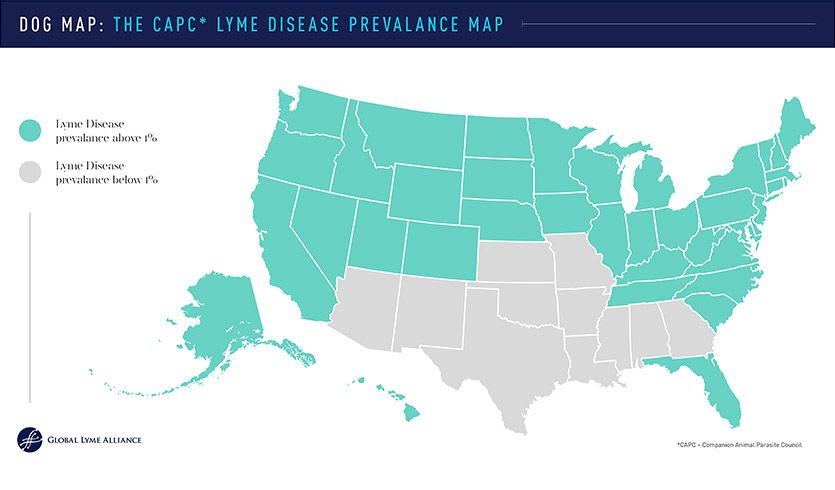 DOG MAP: THE CAPC* LYME DISEASE PREVALANCE MAP
Lyme Disease
prevalance above 1%
Lyme Disease
prevalance below 1%
GLOBAL LYME ALLIANCE
*CAPC – Companion Animal Parasite Council